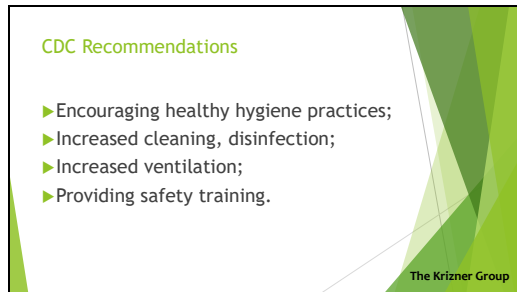 CDC Recommendations
Encouraging healthy hygiene practices;
Increased cleaning, disinfection;
Increased ventilation;
Providing safety training.
The Krizner Group